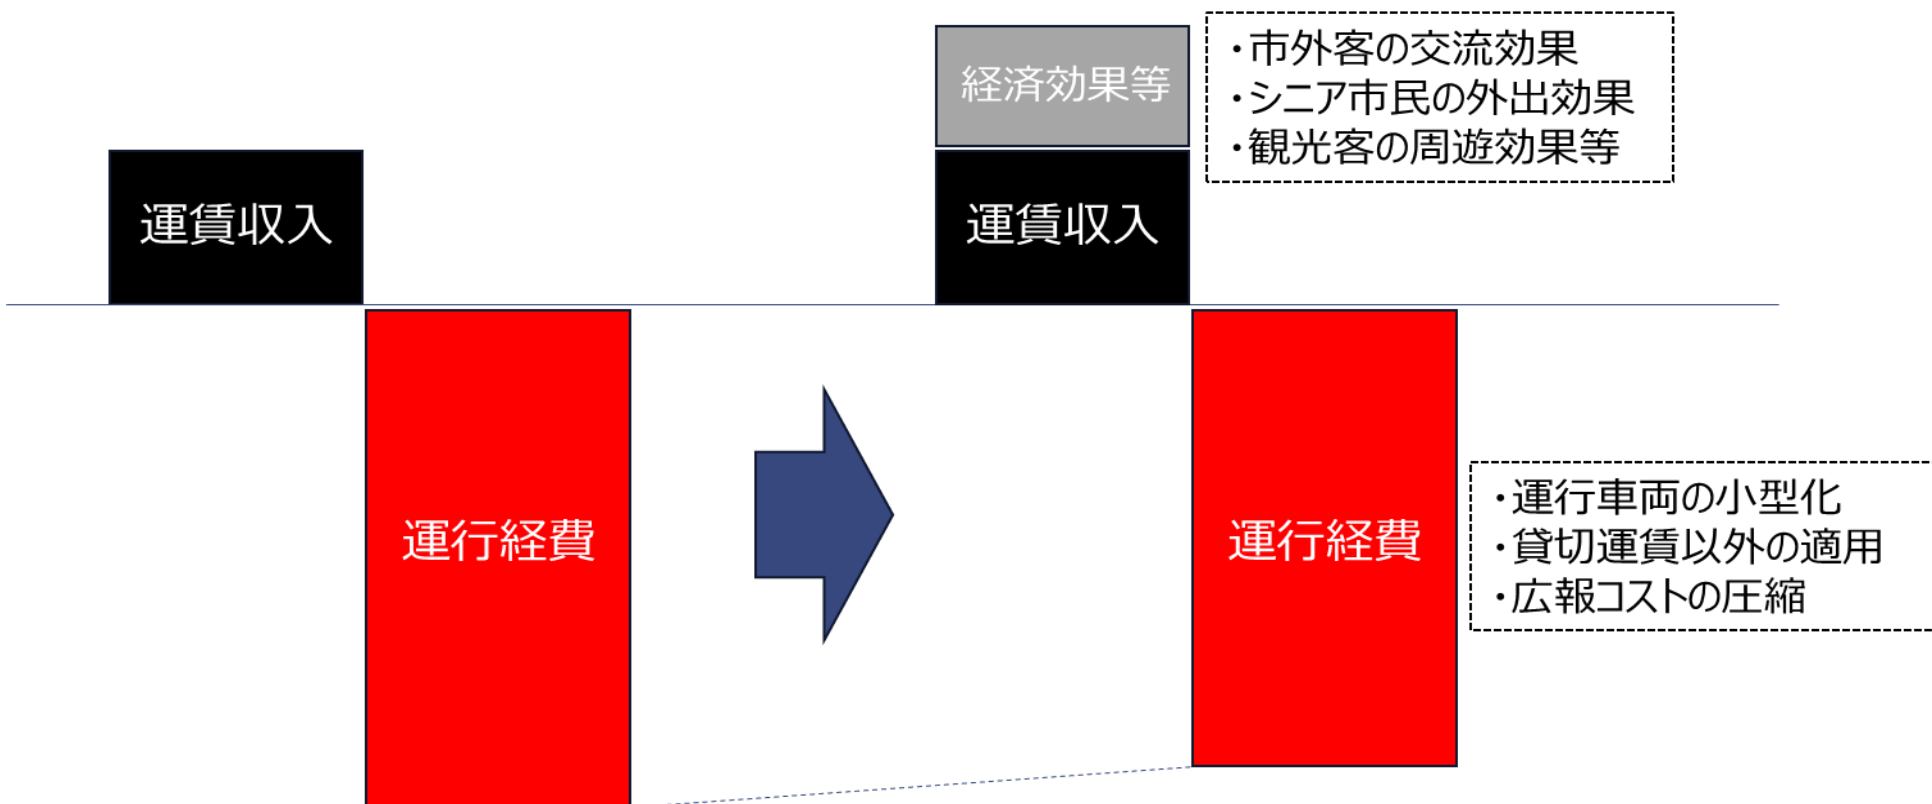 経済効果等
・市外客の交流効果
・シニア市民の外出効果
・観光客の周遊効果等
運賃収入
運賃収入
運行経費
運行経費
・運行車両の小型化
・貸切運賃以外の適用
・広報コストの圧縮